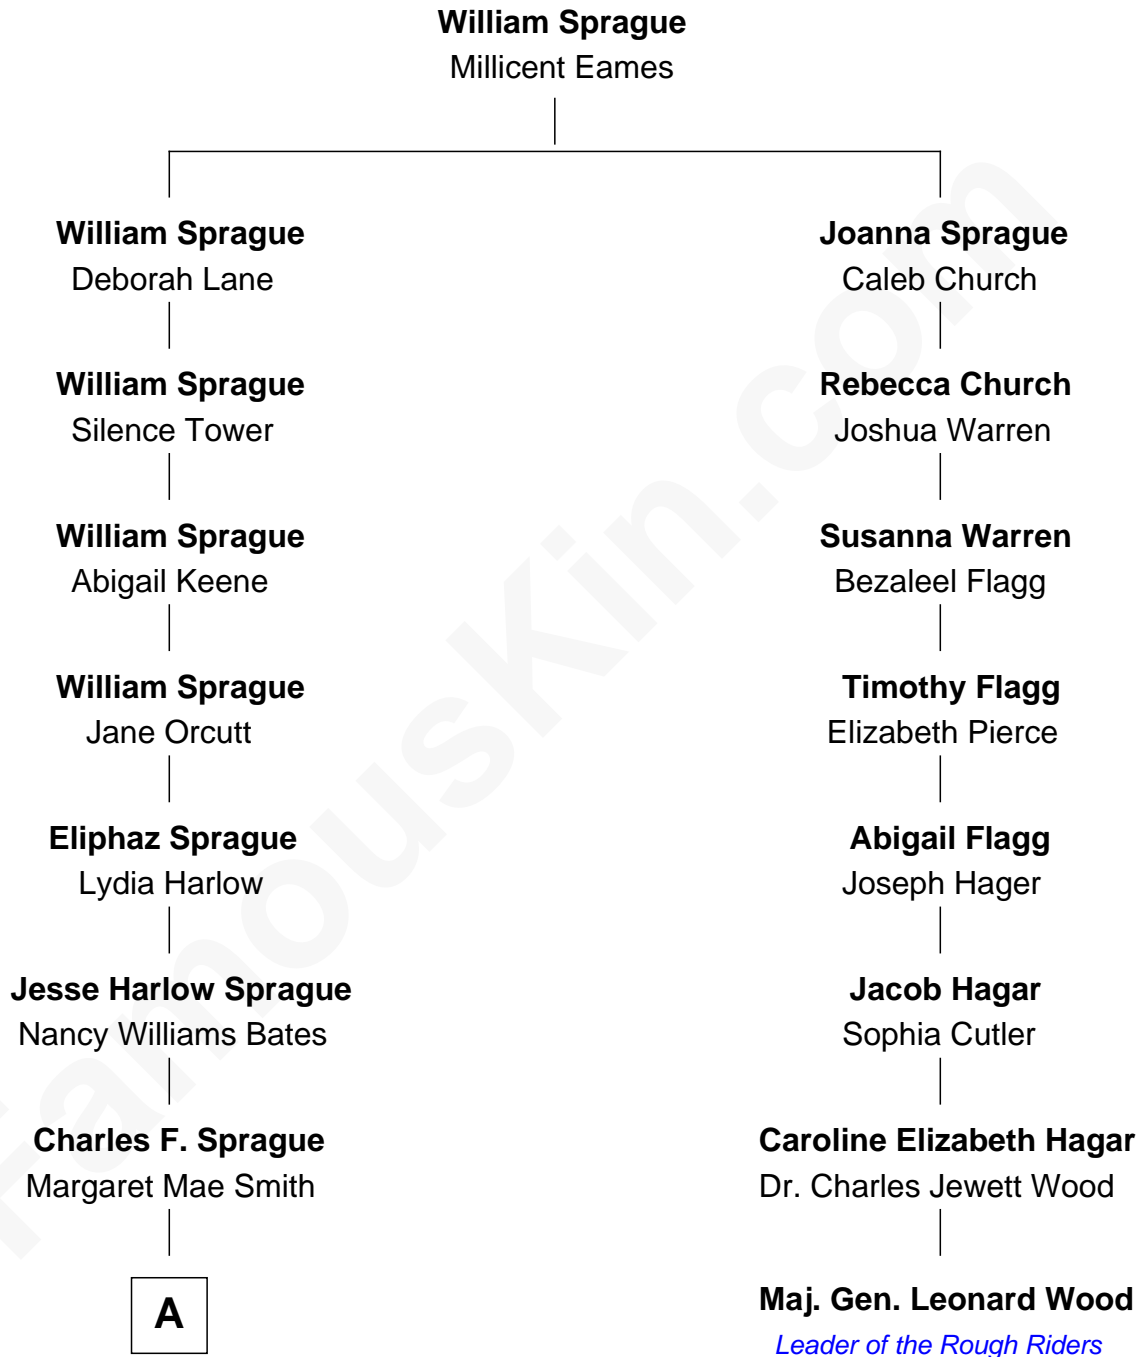 William Sprague
Millicent Eames
William Sprague
Deborah Lane
Joanna Sprague
Caleb Church
William Sprague
Silence Tower
Rebecca Church
Joshua Warren
William Sprague
Abigail Keene
Susanna Warren
Bezaleel Flagg
William Sprague
Jane Orcutt
Timothy Flagg
Elizabeth Pierce
Eliphaz Sprague
Lydia Harlow
Abigail Flagg
Joseph Hager
Jesse Harlow Sprague
Nancy Williams Bates
Jacob Hagar
Sophia Cutler
Charles F. Sprague
Margaret Mae Smith
Caroline Elizabeth Hagar
Dr. Charles Jewett Wood
A
Maj. Gen. Leonard Wood
Leader of the Rough Riders
FamousKin.com